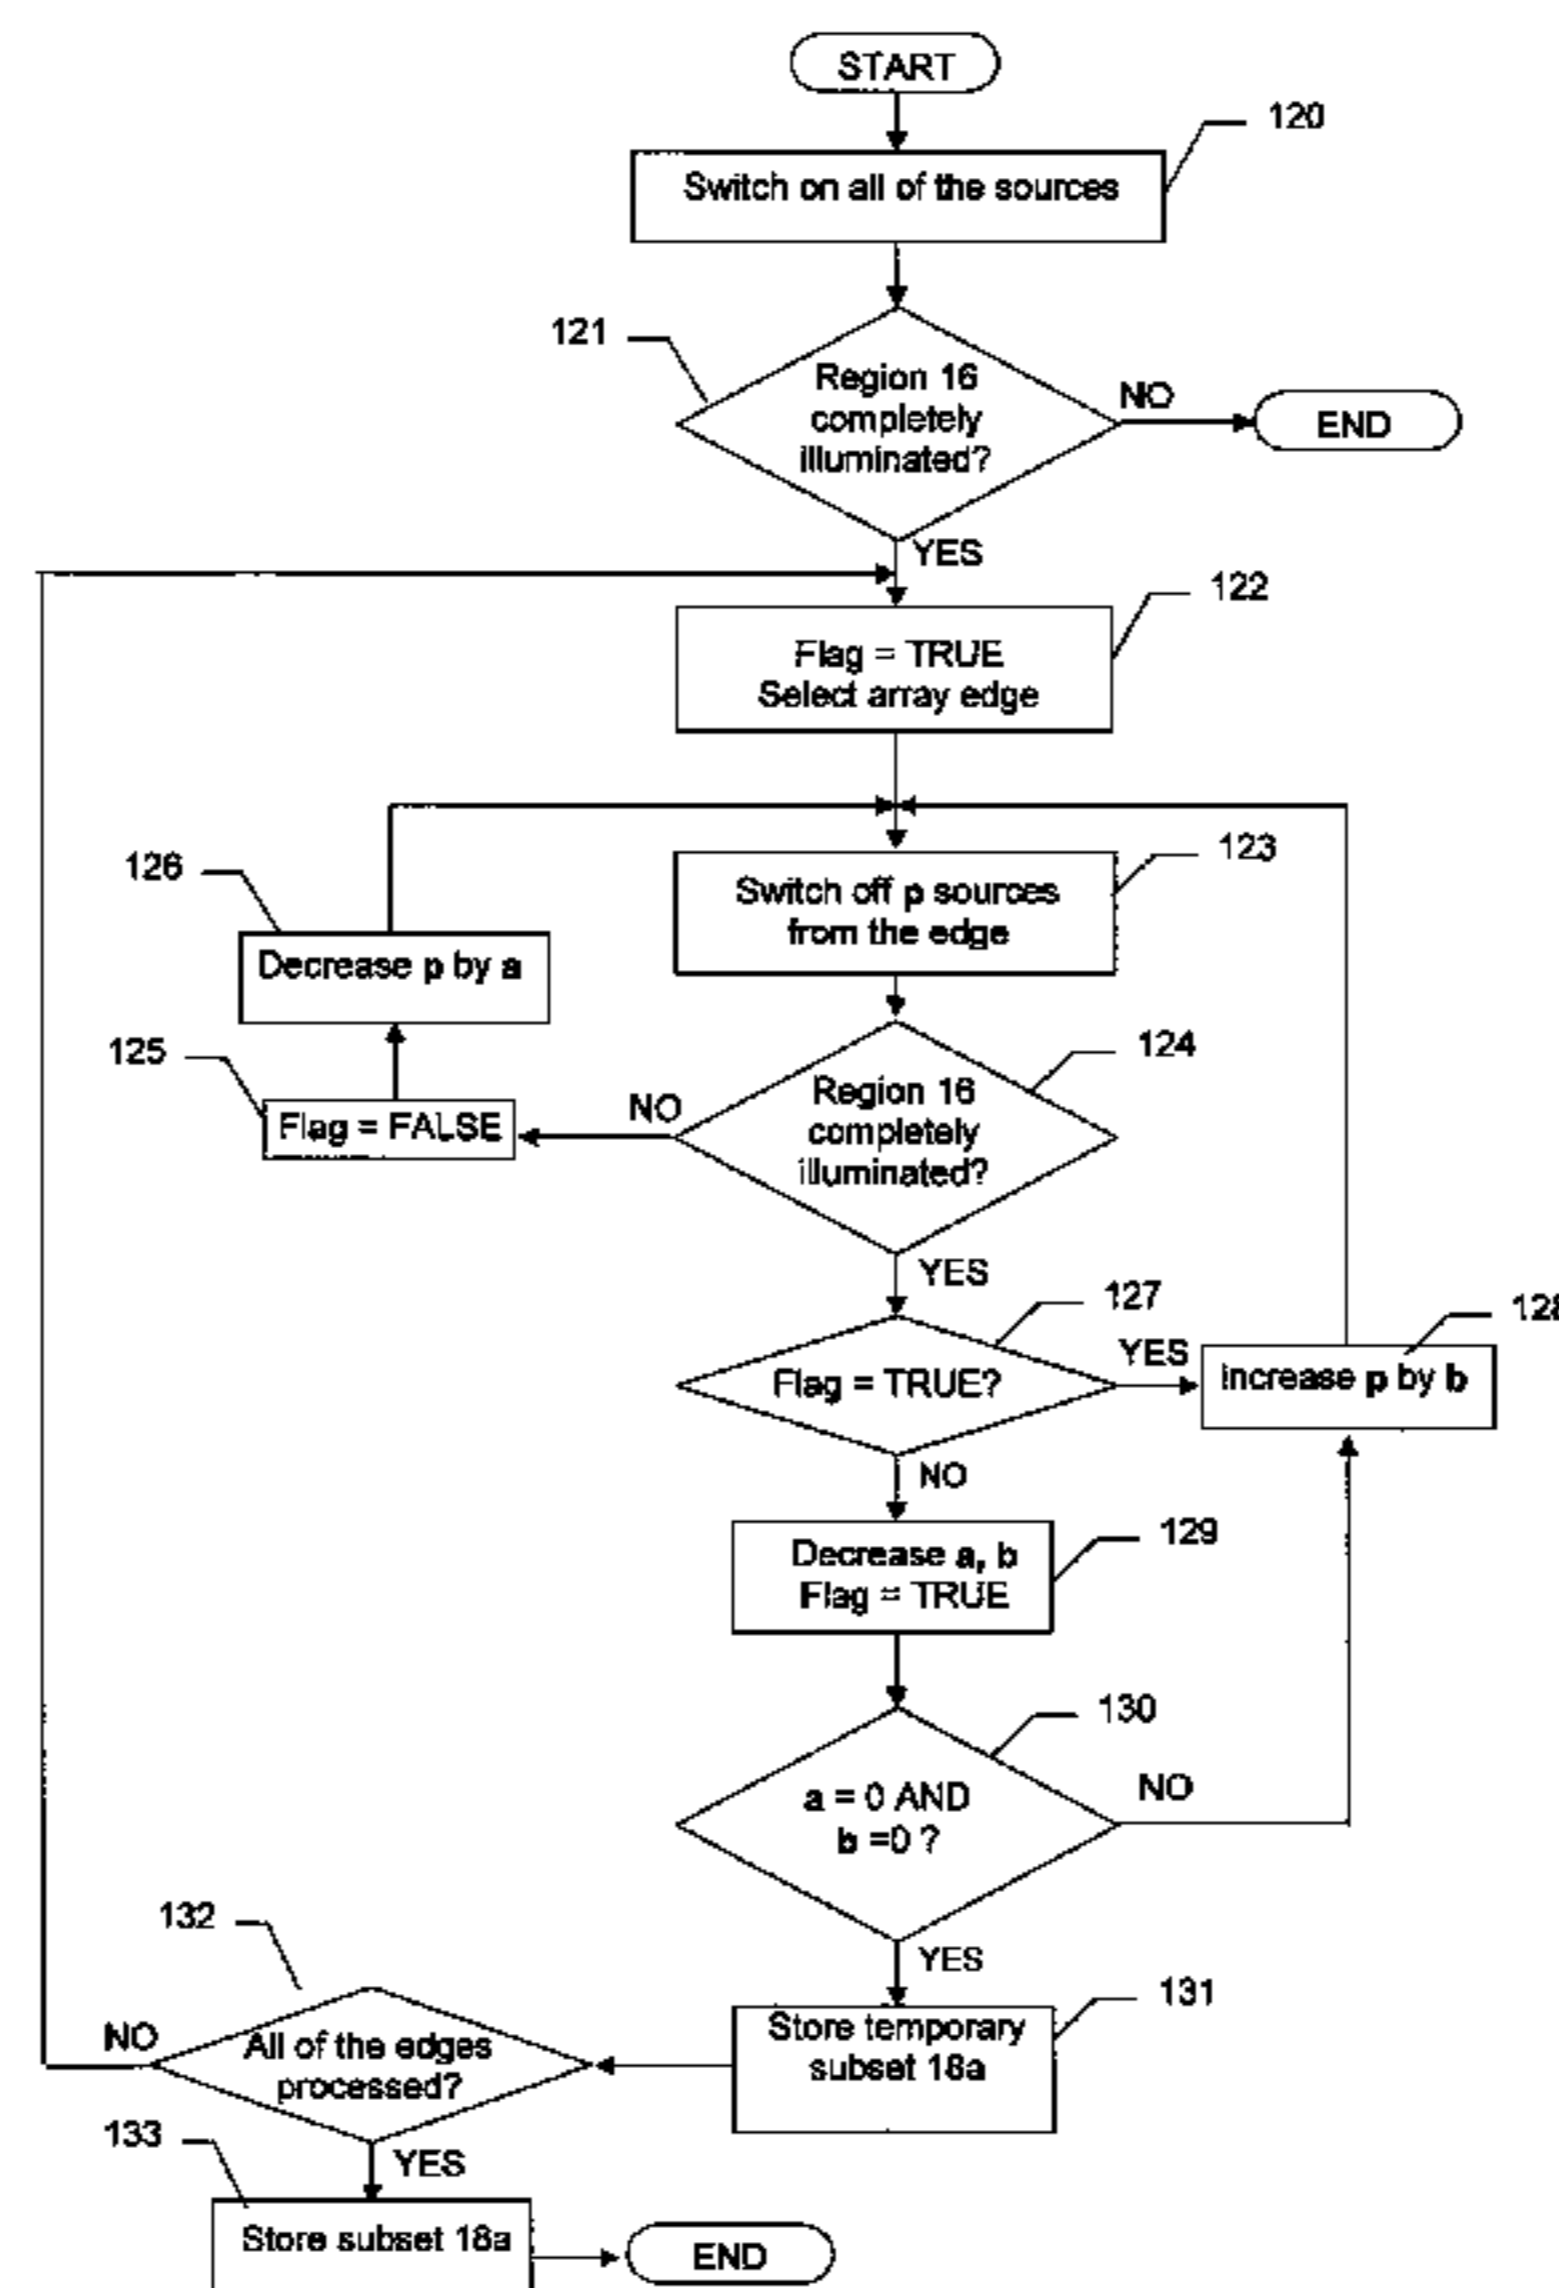 START
120
Switch on all of the sources
121
Region 16
completely
illuminated?
NO
END
YES
122
Flag = TRUE
Select array edge
123
Switch off p sources
from the edge
126
Decrease p by a
124
125
Region 16
completely
illuminated?
NO
Flag = FALSE
YES
127
128
Flag = TRUE?
YES
Increase p by b
NO
129
Decrease a, b
Flag = TRUE
130
a = 0 AND
b =0 ?
NO
YES
132
131
Store temporary
subset 18a
NO
All of the edges
processed?
133
YES
Store subset 18a
END